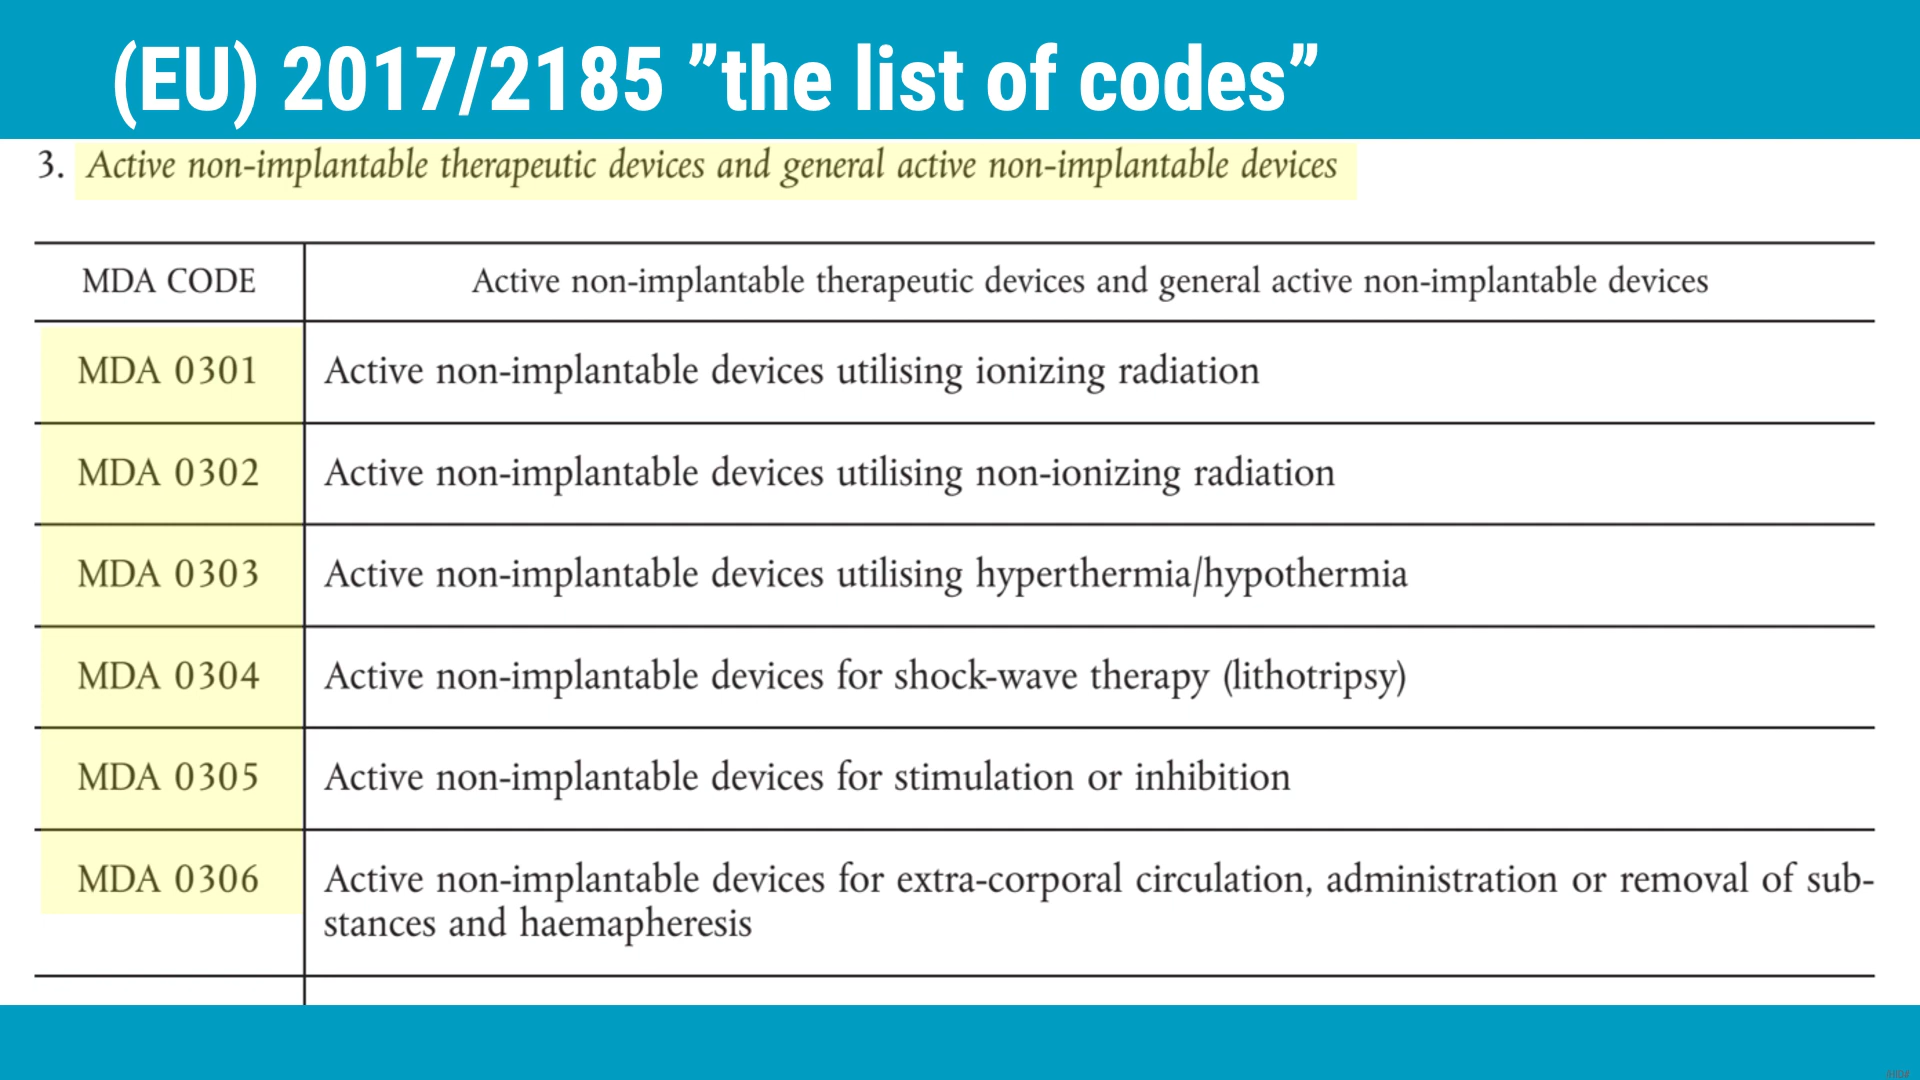 (EU) 2017/2185 ”the list of codes”
3. Active non-implantable therapeutic devices and general active non-implantable devices
MDA CODE Active non-implantable therapeutic devices and general active non-implantable devices
MDA 0301 Active non-implantable devices utilising ionizing radiation
MDA 0302 Active non-implantable devices utilising non-ionizing radiation
MDA 0303 Active non-implantable devices utilising hyperthermia/hypothermia
MDA 0304 Active non-implantable devices for shock-wave therapy (lithotripsy)
MDA 0305 Active non-implantable devices for stimulation or inhibition
MDA 0306 Active non-implantable devices for extra-corporal circulation, administration or removal of sub-
stances and haemapheresis